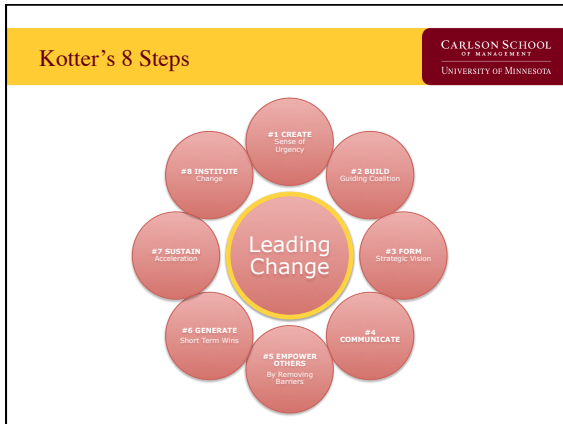 Kotter's 8 Steps
CARLSON SCHOOL
OF MANAGEMENT
UNIVERSITY OF MINNESOTA
#1 CREATE
Sense of
Urgency
#2 BUILD
Guiding Coalition
#3 FORM
Strategic Vision
#4
COMMUNICATE
#5 EMPOWER
OTHERS
By Removing
Barriers
#6 GENERATE
Short Term Wins
#7 SUSTAIN
Acceleration
#8 INSTITUTE
Change
Leading
Change